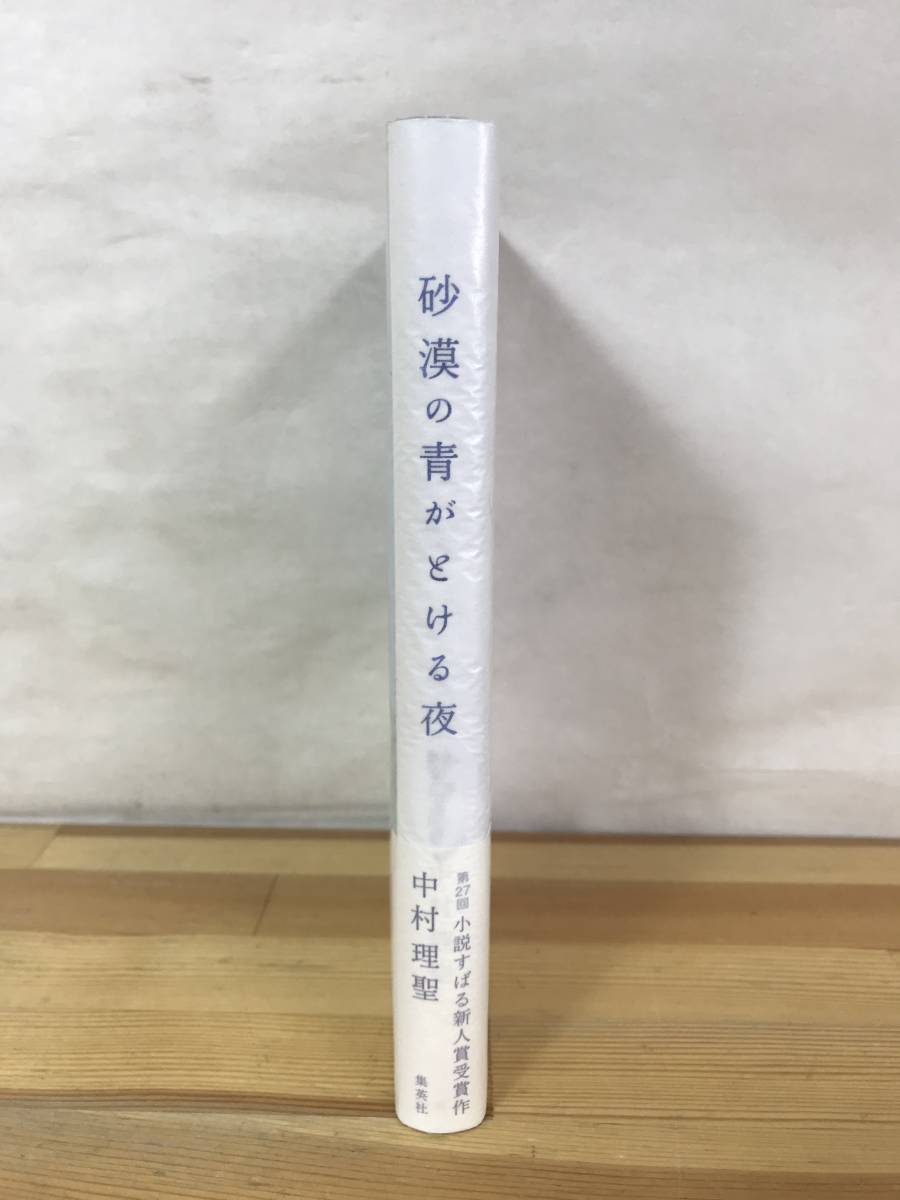 砂漠の青がとける夜
第27回 小説すばる新人賞受賞作
中村理聖
集英社